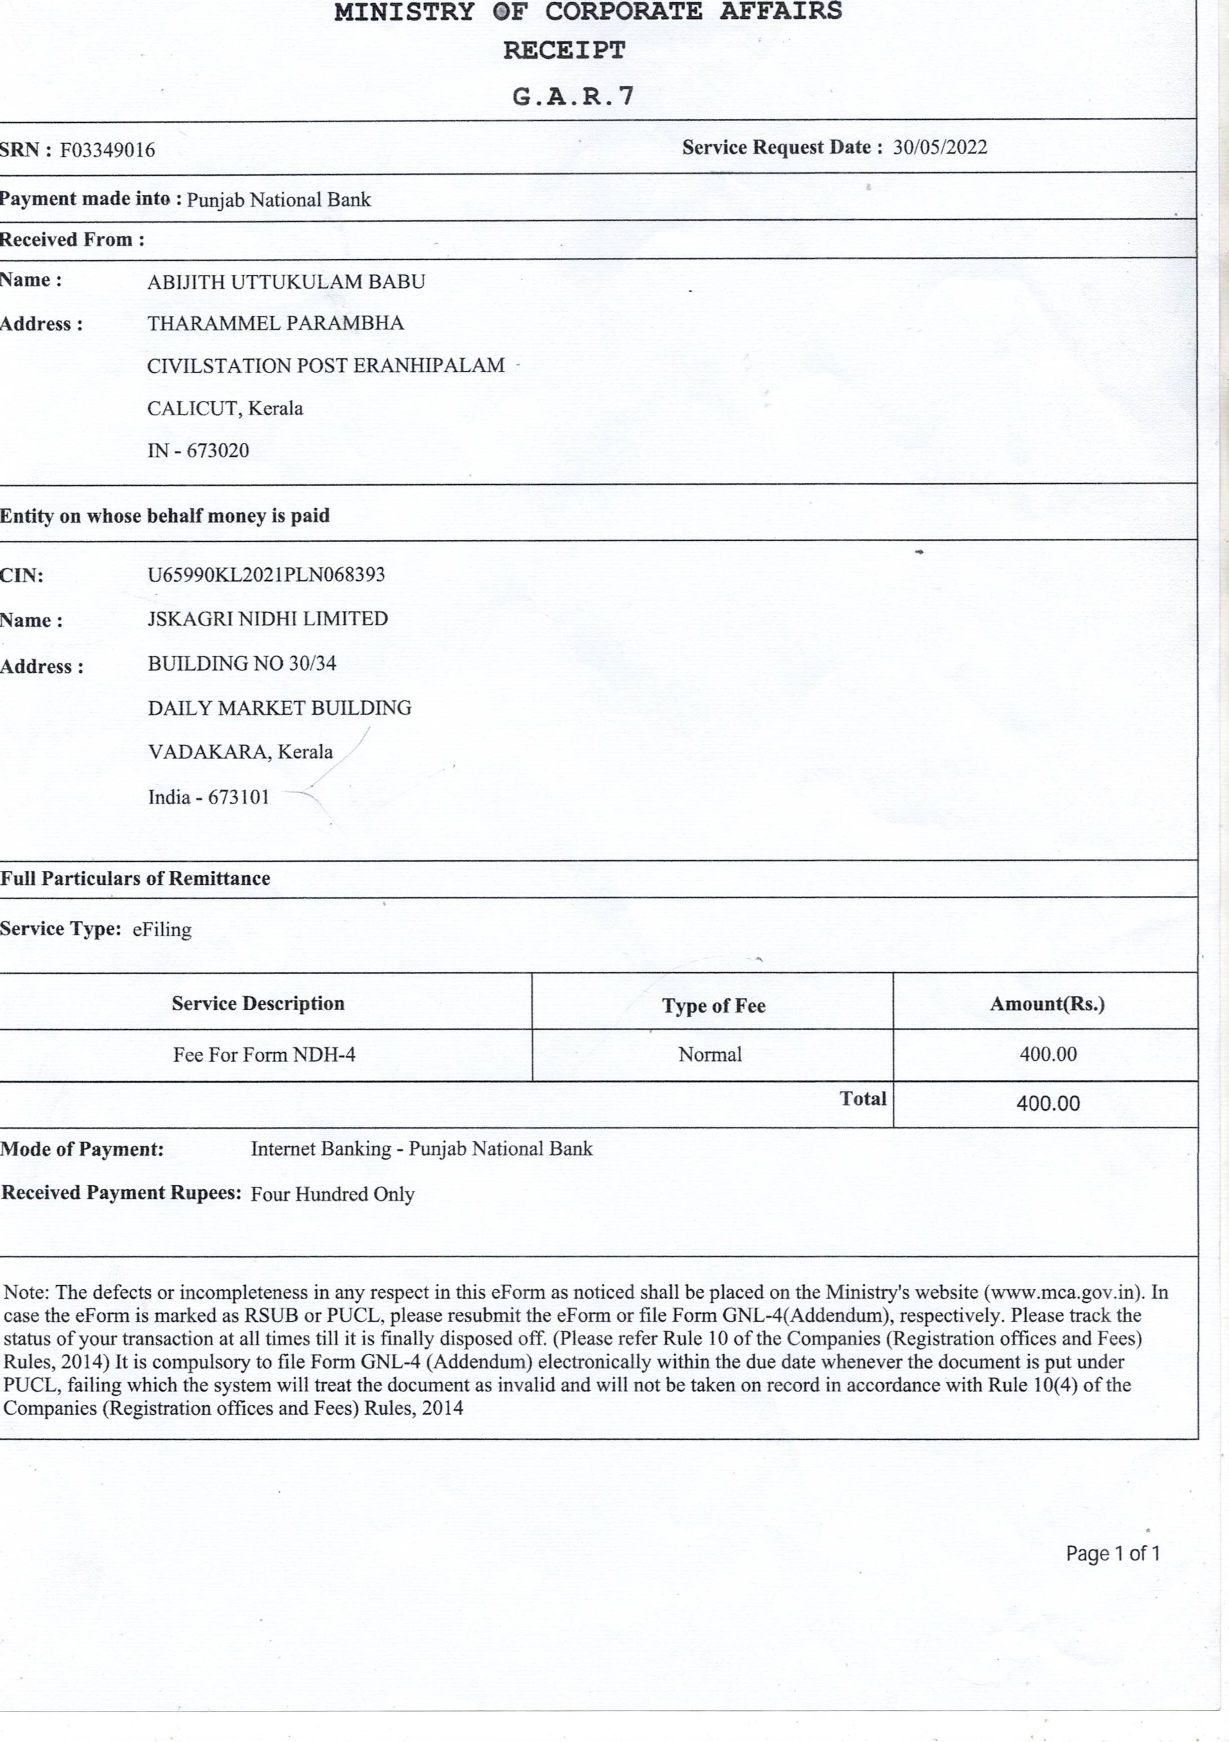 MINISTRY OF CORPORATE AFFAIRS
RECEIPT
G.A.R.7
SRN : F03349016 Service Request Date : 30/05/2022
Payment made into : Punjab National Bank
Received From :
Name : ABIJITH UTTUKULAM BABU
Address : THARAMMEL PARAMBHA
CIVILSTATION POST ERANHIPALAM
CALICUT, Kerala
IN - 673020
Entity on whose behalf money is paid
CIN: U65990KL2021PLN068393
Name : JSKAGRI NIDHI LIMITED
Address : BUILDING NO 30/34
DAILY MARKET BUILDING
VADAKARA, Kerala
India - 673101
Full Particulars of Remittance
Service Type: eFiling
Service Description Type of Fee Amount(Rs.)
Fee For Form NDH-4 Normal 400.00
Total 400.00
Mode of Payment: Internet Banking - Punjab National Bank
Received Payment Rupees: Four Hundred Only
Note: The defects or incompleteness in any respect in this eForm as noticed shall be placed on the Ministry's website (www.mca.gov.in). In
case the eForm is marked as RSUB or PUCL, please resubmit the eForm or file Form GNL-4(Addendum), respectively. Please track the
status of your transaction at all times till it is finally disposed off. (Please refer Rule 10 of the Companies (Registration offices and Fees)
Rules, 2014) It is compulsory to file Form GNL-4 (Addendum) electronically within the due date whenever the document is put under
PUCL, failing which the system will treat the document as invalid and will not be taken on record in accordance with Rule 10(4) of the
Companies (Registration offices and Fees) Rules, 2014
Page 1 of 1